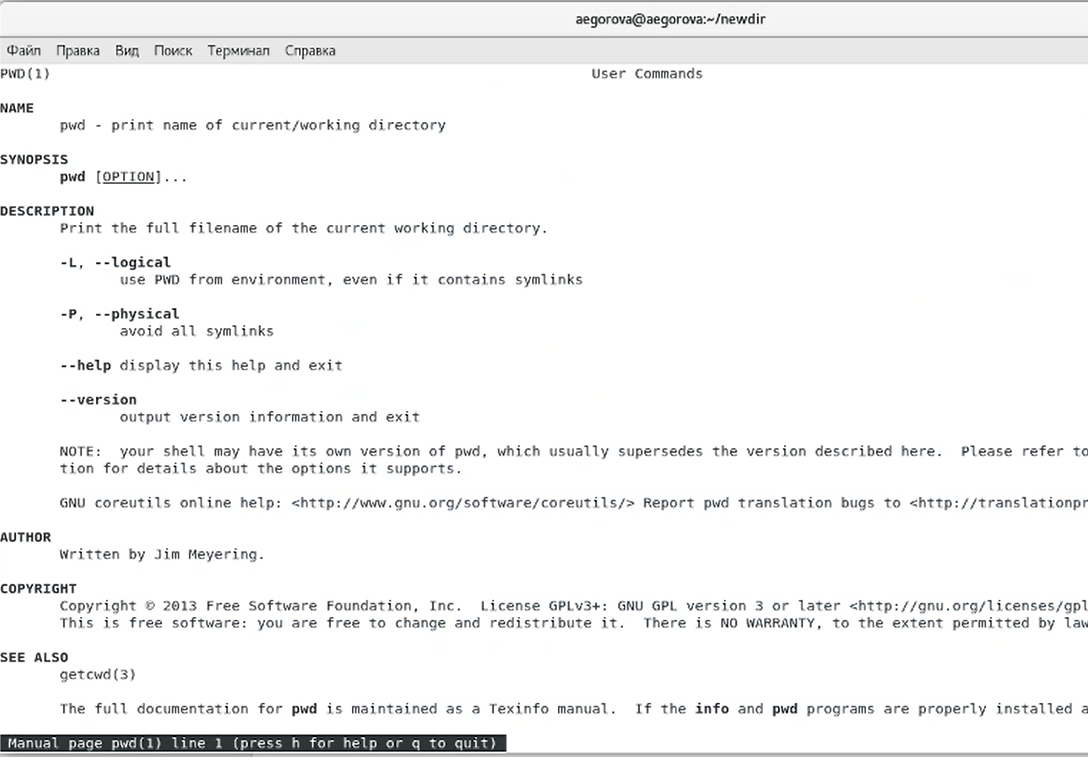 aegorova@aegorova:~/newdir
Файл Правка Вид Поиск Терминал Справка
PWD(1) User Commands
NAME
pwd - print name of current/working directory
SYNOPSIS
pwd [OPTION]...
DESCRIPTION
Print the full filename of the current working directory.
-L, --logical
use PWD from environment, even if it contains symlinks
-P, --physical
avoid all symlinks
--help display this help and exit
--version
output version information and exit
NOTE:  your shell may have its own version of pwd, which usually supersedes the version described here.  Please refer to
tion for details about the options it supports.
GNU coreutils online help: <http://www.gnu.org/software/coreutils/> Report pwd translation bugs to <http://translationpr
AUTHOR
Written by Jim Meyering.
COPYRIGHT
Copyright © 2013 Free Software Foundation, Inc.  License GPLv3+: GNU GPL version 3 or later <http://gnu.org/licenses/gpl
This is free software: you are free to change and redistribute it.  There is NO WARRANTY, to the extent permitted by law
SEE ALSO
getcwd(3)
The full documentation for pwd is maintained as a Texinfo manual.  If the info and pwd programs are properly installed a
Manual page pwd(1) line 1 (press h for help or q to quit)